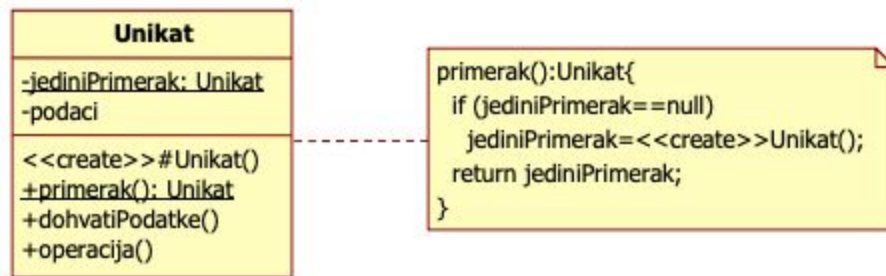 Unikat
-jediniPrimerak: Unikat
-podaci
<<create>>#Unikat()
+primerak(): Unikat
+dohvatiPodatke()
+operacija()
primerak():Unikat{
if (jediniPrimerak==null)
jediniPrimerak=<<create>>Unikat();
return jediniPrimerak;
}